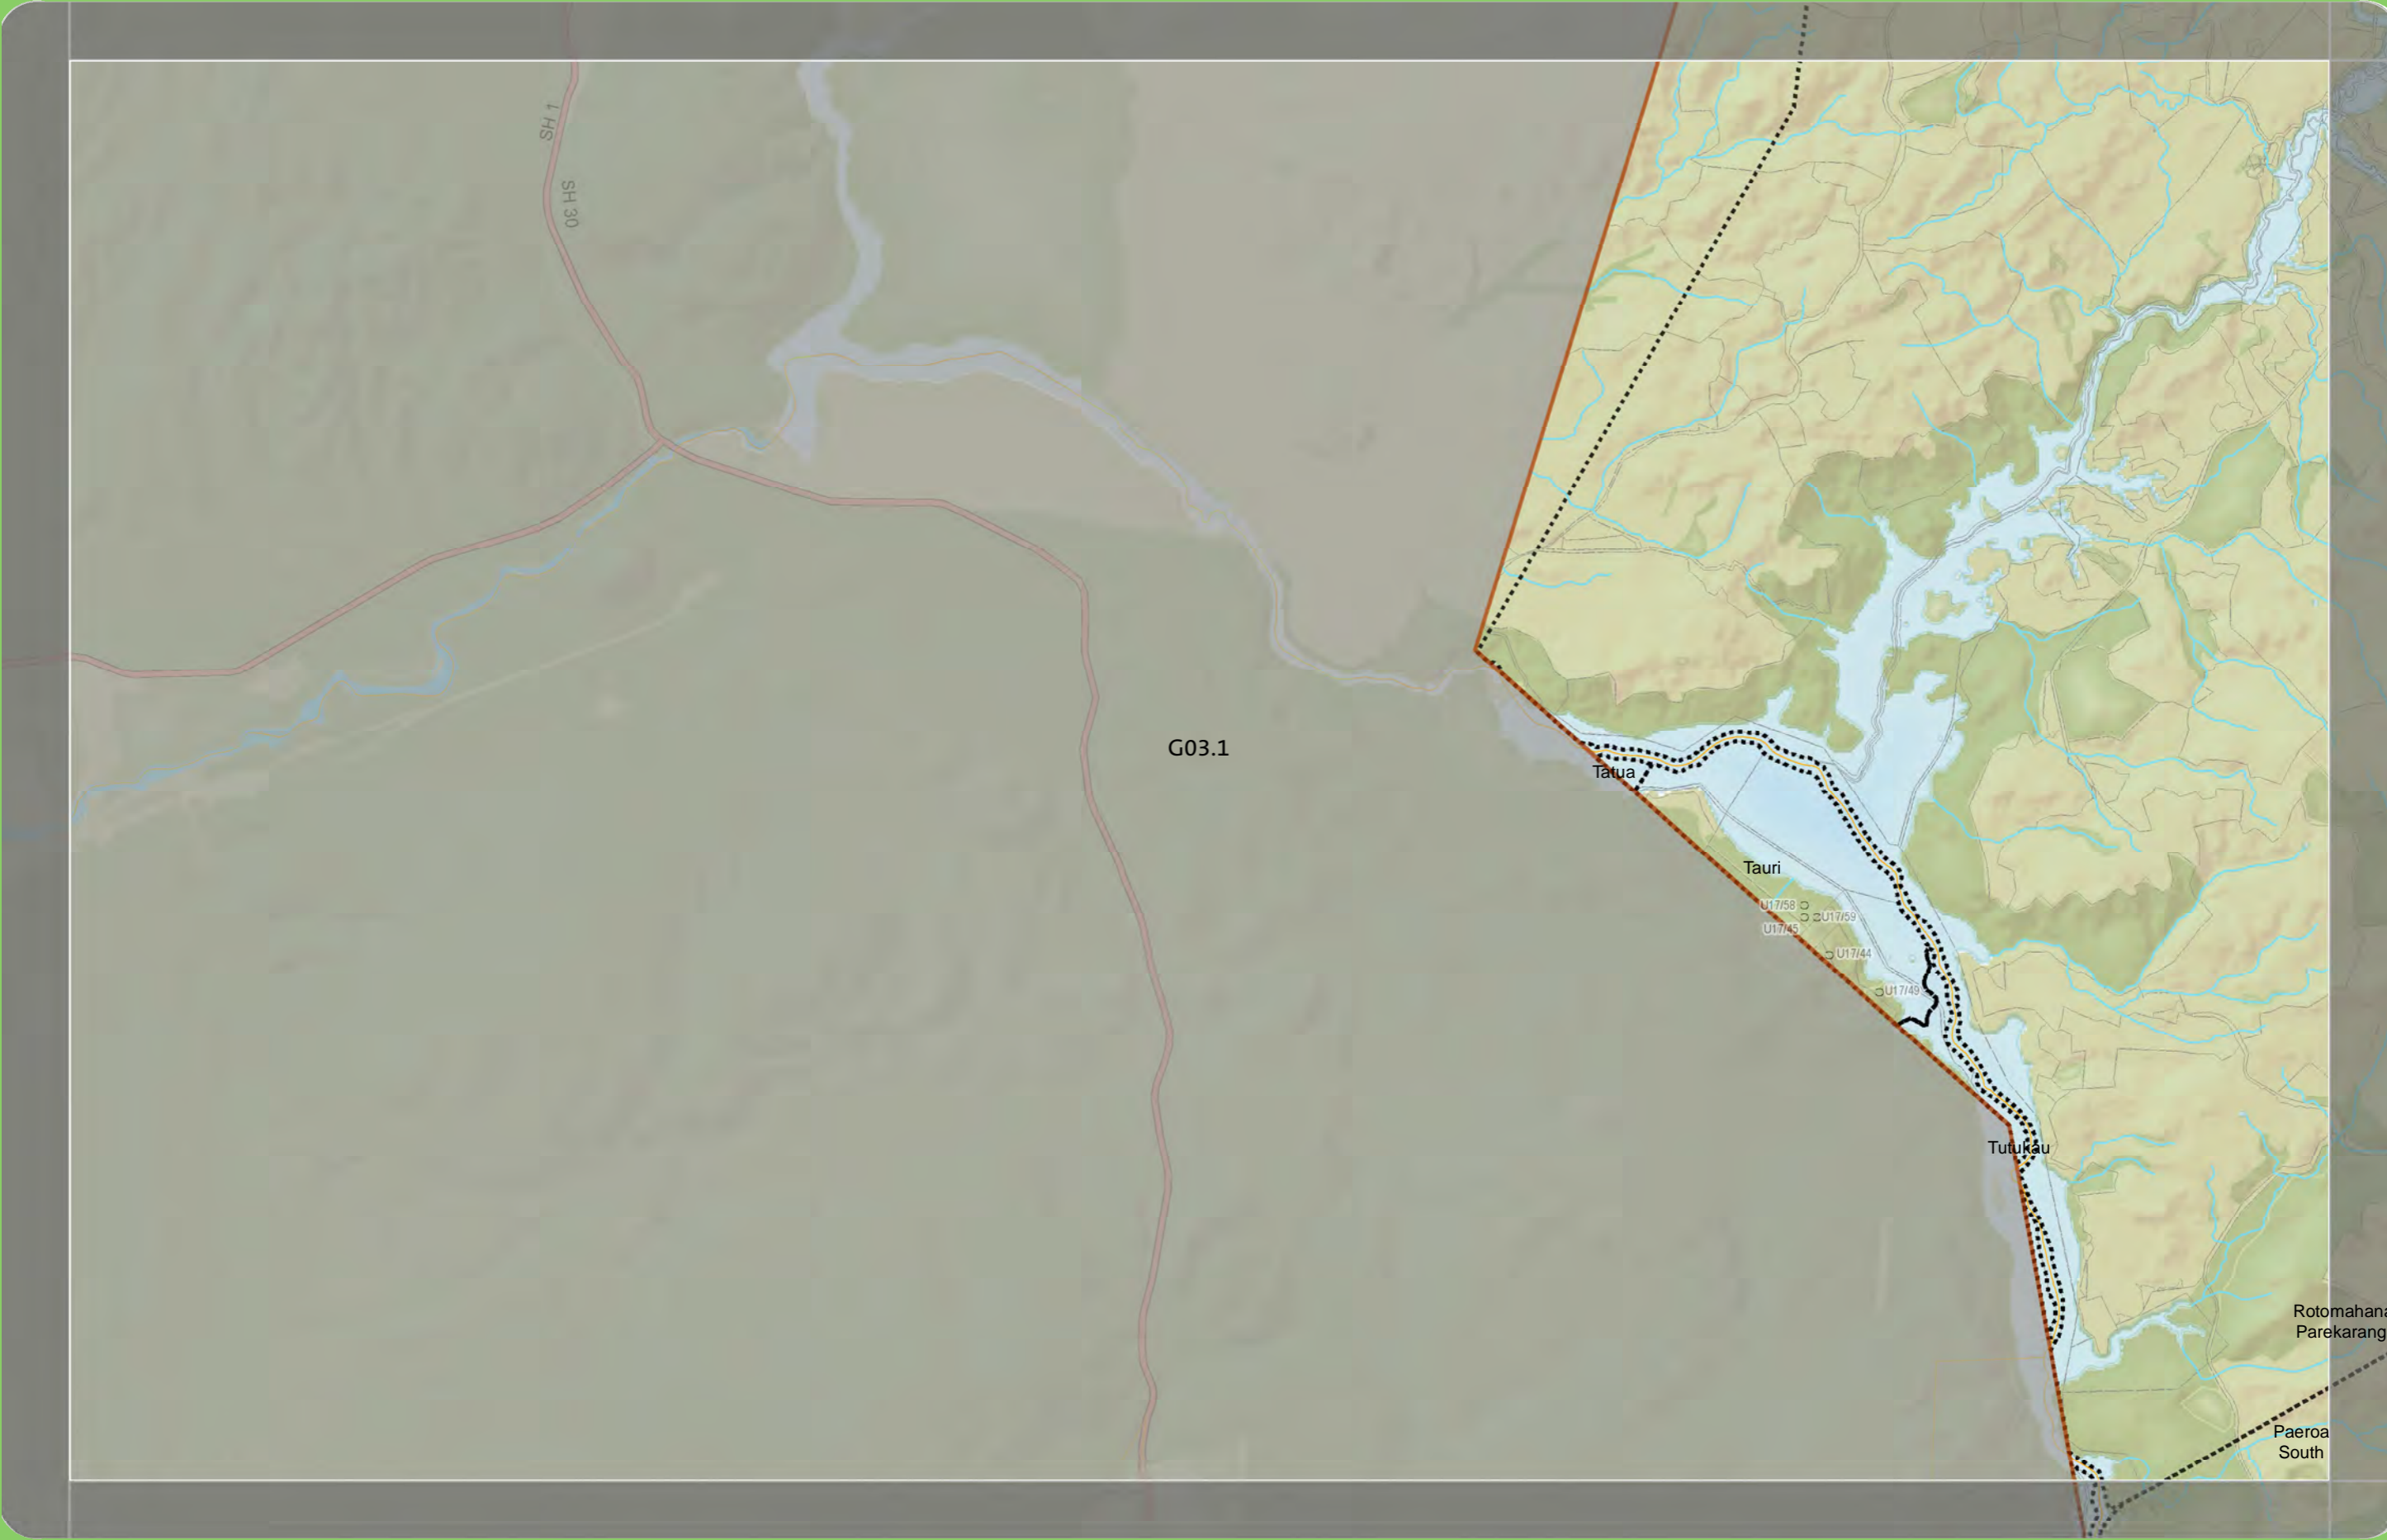 SH 1
SH 30
G03.1
Tatua
Tauri
U17/58
U17/59
U17/45
U17/44
U17/49
Tutukau
Rotomahana
Parekarang
Paeroa
South